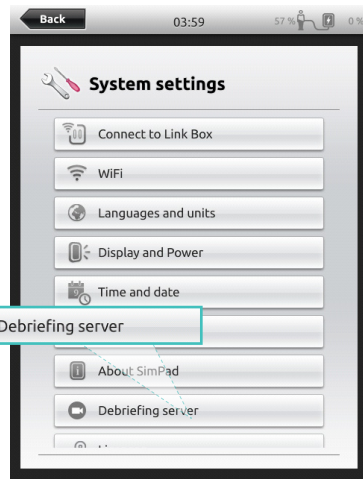 Back
03:59
57 %
0 %
System settings
Connect to Link Box
WiFi
Languages and units
Display and Power
Time and date
Debriefing server
About SimPad
Debriefing server